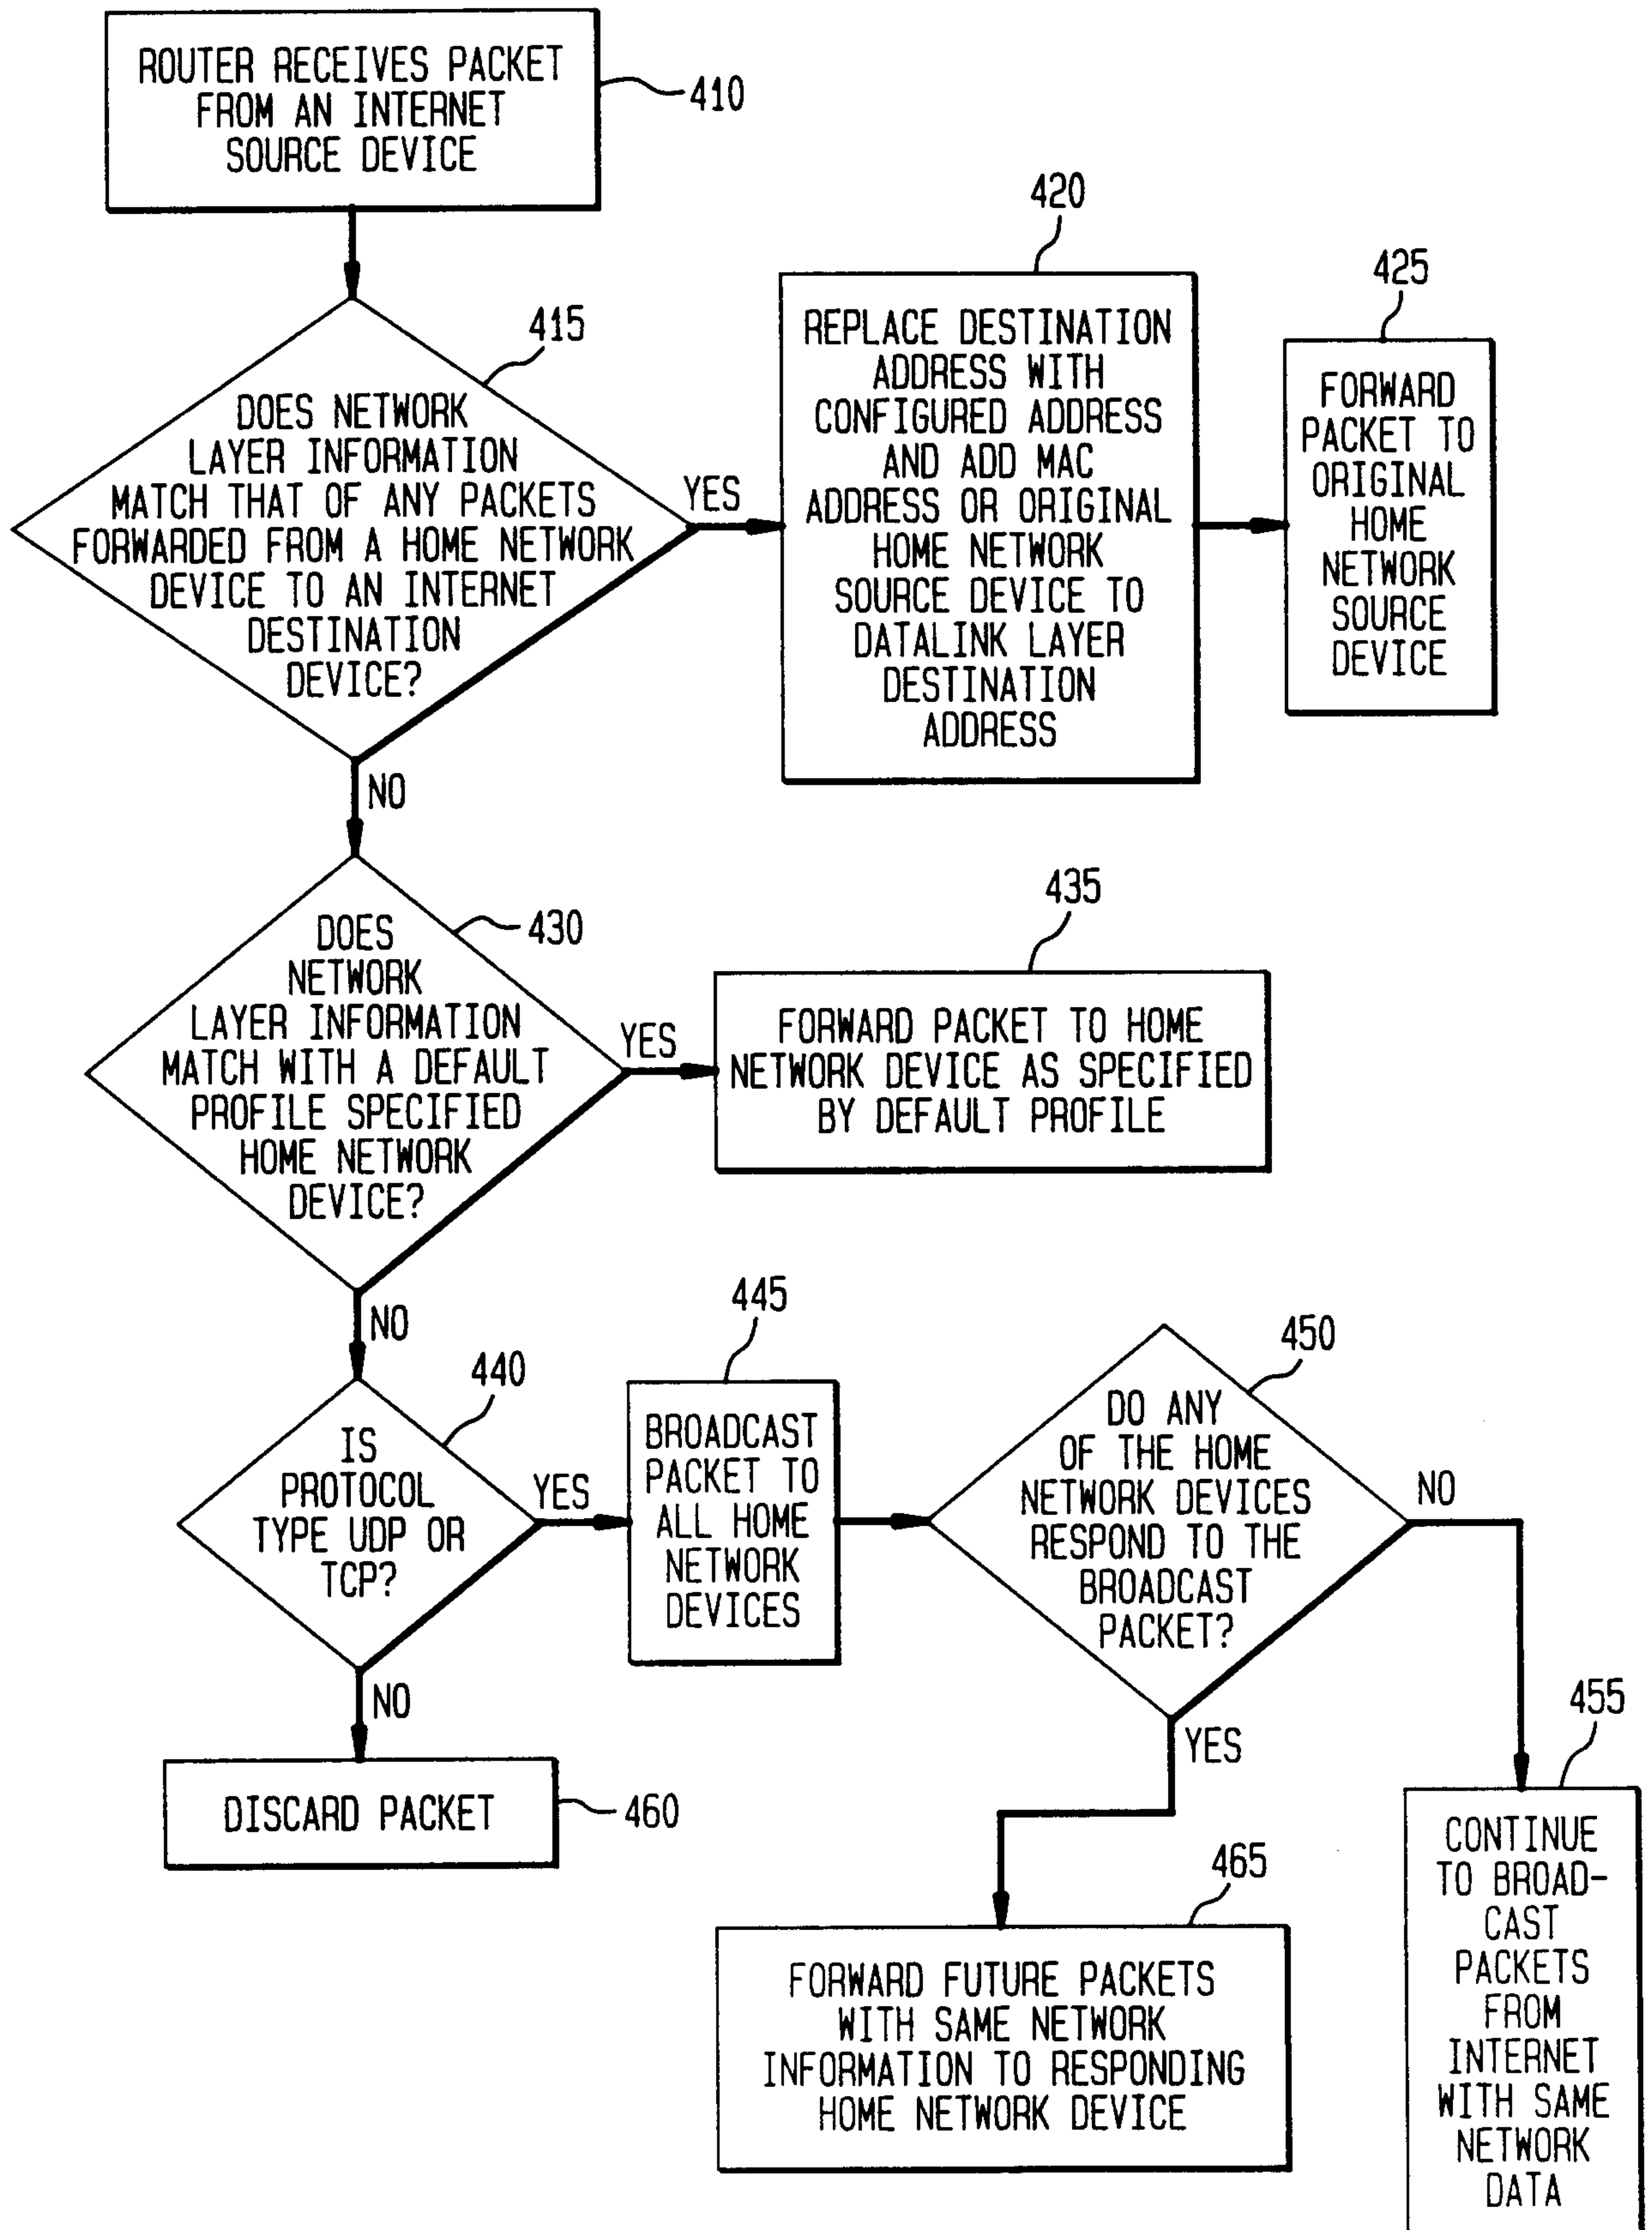 ROUTER RECEIVES PACKET
FROM AN INTERNET
SOURCE DEVICE
410
415
DOES NETWORK
LAYER INFORMATION
MATCH THAT OF ANY PACKETS
FORWARDED FROM A HOME NETWORK
DEVICE TO AN INTERNET
DESTINATION
DEVICE?
YES
NO
420
REPLACE DESTINATION
ADDRESS WITH
CONFIGURED ADDRESS
AND ADD MAC
ADDRESS OR ORIGINAL
HOME NETWORK
SOURCE DEVICE TO
DATALINK LAYER
DESTINATION
ADDRESS
425
FORWARD
PACKET TO
ORIGINAL
HOME
NETWORK
SOURCE
DEVICE
430
DOES
NETWORK
LAYER INFORMATION
MATCH WITH A DEFAULT
PROFILE SPECIFIED
HOME NETWORK
DEVICE?
YES
NO
435
FORWARD PACKET TO HOME
NETWORK DEVICE AS SPECIFIED
BY DEFAULT PROFILE
440
IS
PROTOCOL
TYPE UDP OR
TCP?
YES
NO
445
BROADCAST
PACKET TO
ALL HOME
NETWORK
DEVICES
450
DO ANY
OF THE HOME
NETWORK DEVICES
RESPOND TO THE
BROADCAST
PACKET?
NO
YES
455
CONTINUE
TO BROAD-
CAST
PACKETS
FROM
INTERNET
WITH SAME
NETWORK
DATA
DISCARD PACKET
460
465
FORWARD FUTURE PACKETS
WITH SAME NETWORK
INFORMATION TO RESPONDING
HOME NETWORK DEVICE